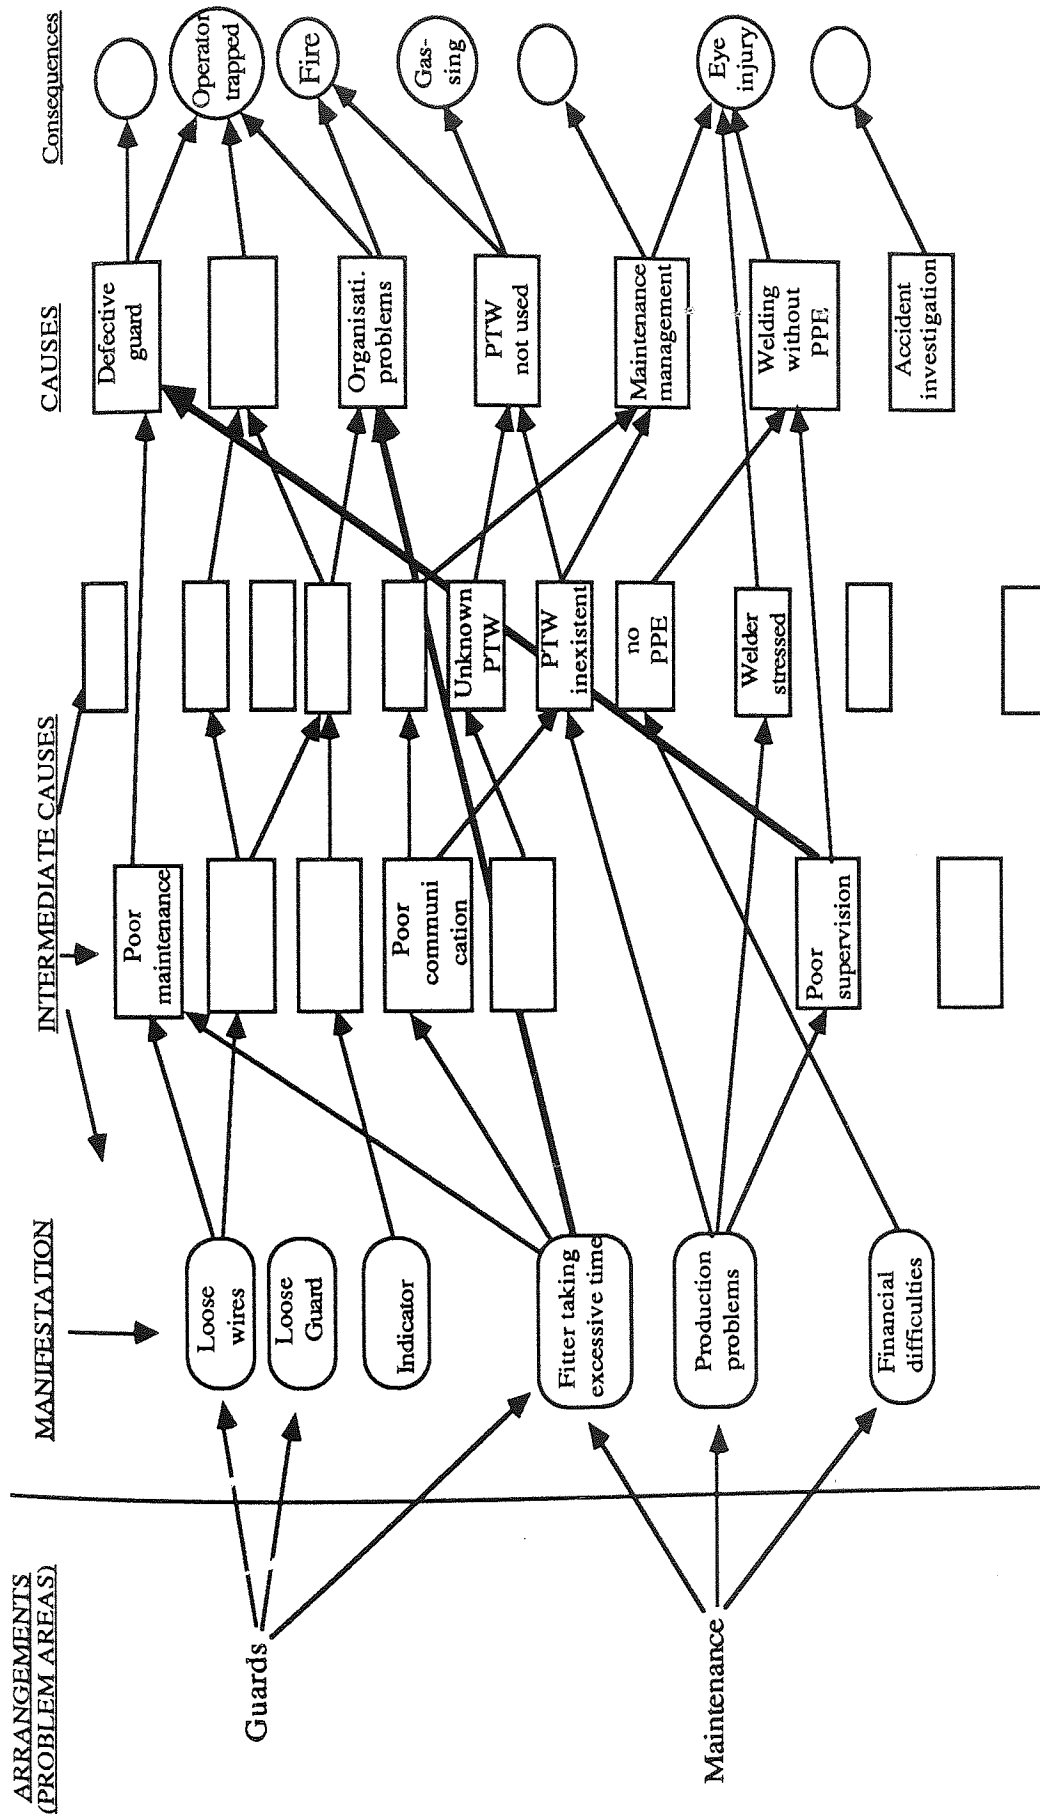 ARRANGEMENTS
(PROBLEM AREAS)
MANIFESTATION
INTERMEDIATE CAUSES
CAUSES
Consequences
Guards
Maintenance
Loose
wires
Loose
Guard
Indicator
Fitter taking
excessive time
Production
problems
Financial
difficulties
Poor
maintenance
Poor
communi
cation
Poor
supervision
Unknown
PTW
PTW
inexistent
no
PPE
Welder
stressed
Defective
guard
Organisati.
problems
PTW
not used
Maintenance
management
Welding
without
PPE
Accident
investigation
Operator
trapped
Fire
Gas-
sing
Eye
injury